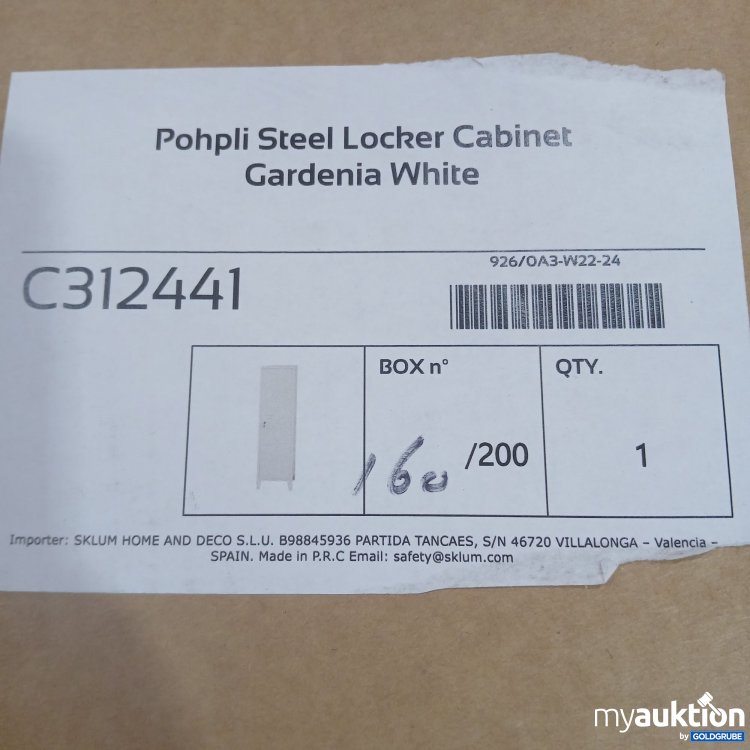 Pohpli Steel Locker Cabinet
Gardenia White
C312441
926/OA3-W22-24
BOX n°
QTY.
160 /200
1
Importer: SKLUM HOME AND DECO S.L.U. B98845936 PARTIDA TANCAES, S/N 46720 VILLALONGA – Valencia –
SPAIN. Made in P.R.C Email: safety@sklum.com
myauktion
by GOLDGRUBE